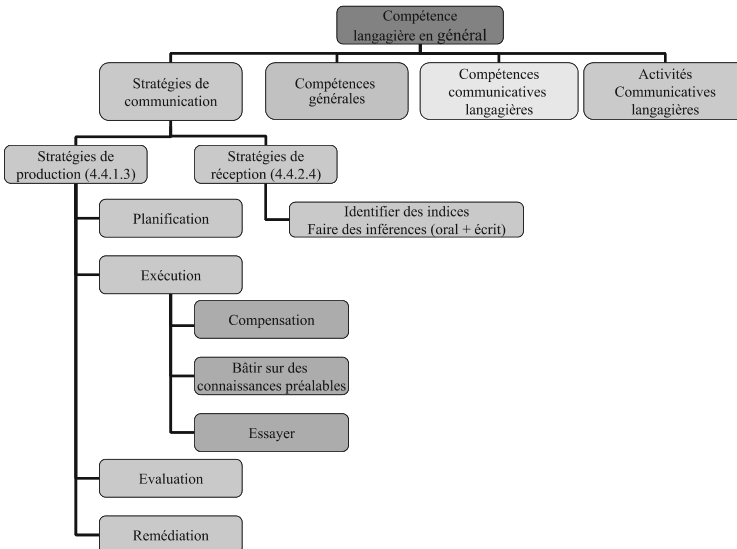 Compétence
langagière en général
Stratégies de
communication
Compétences
générales
Compétences
communicatives
langagières
Activités
Communicatives
langagières
Stratégies de
production (4.4.1.3)
Stratégies de
réception (4.4.2.4)
Planification
Identifier des indices
Faire des inférences (oral + écrit)
Exécution
Compensation
Bâtir sur des
connaissances préalables
Essayer
Evaluation
Remédiation